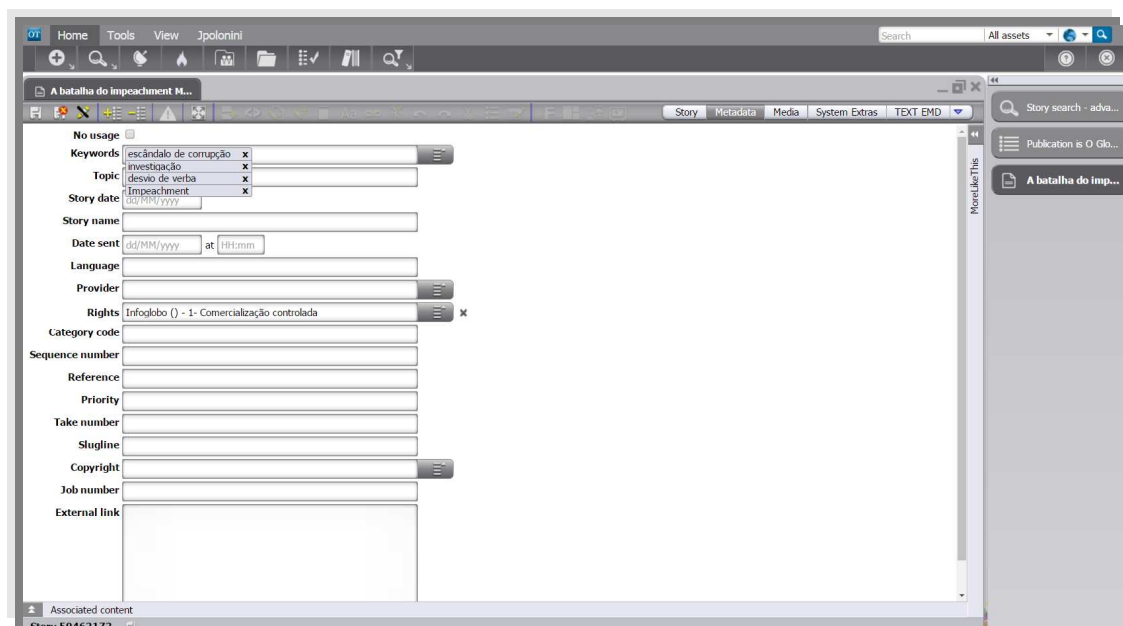 OT Home Tools View Jpolonini Search All assets
A batalha do impeachment M...
Story Metadata Media System Extras TEXT EMD
No usage
Keywords escândalo de corrupção x
investigação x
desvio de verba x
Impeachment x
Topic
Story date dd/MM/yyyy
Story name
Date sent dd/MM/yyyy at HH:mm
Language
Provider
Rights Infoglobo () - 1- Comercialização controlada
Category code
Sequence number
Reference
Priority
Take number
Slugline
Copyright
Job number
External link
Associated content
Story 50462172
MoreLikeThis
Story search - adva...
Publication is O Glo...
A batalha do imp...